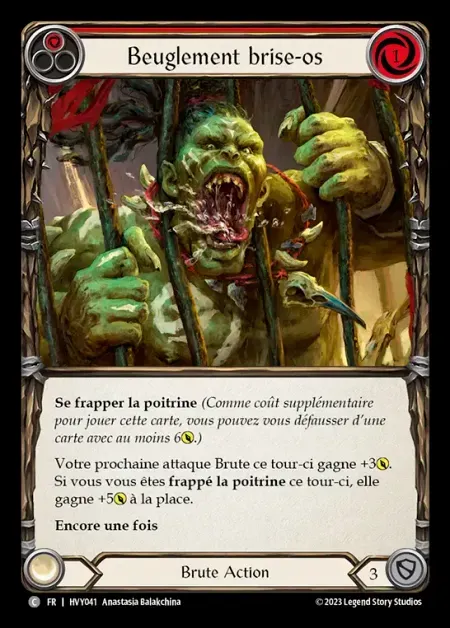 Beuglement brise-os
1
Se frapper la poitrine (Comme coût supplémentaire
pour jouer cette carte, vous pouvez vous défausser d'une
carte avec au moins 6.)
Votre prochaine attaque Brute ce tour-ci gagne +3.
Si vous vous êtes frappé la poitrine ce tour-ci, elle
gagne +5 à la place.
Encore une fois
Brute Action
3
C FR | HVY041 Anastasia Balakchina
© 2023 Legend Story Studios